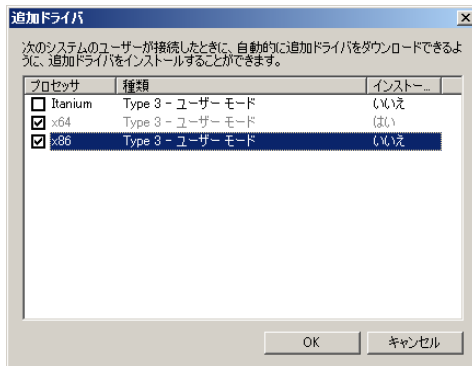 追加ドライバ
次のシステムのユーザーが接続したときに、自動的に追加ドライバをダウンロードできるよ
うに、追加ドライバをインストールすることができます。
プロセッサ 種類 インストー...
Itanium Type 3 - ユーザー モード いいえ
x64 Type 3 - ユーザー モード はい
x86 Type 3 - ユーザー モード いいえ
OK キャンセル